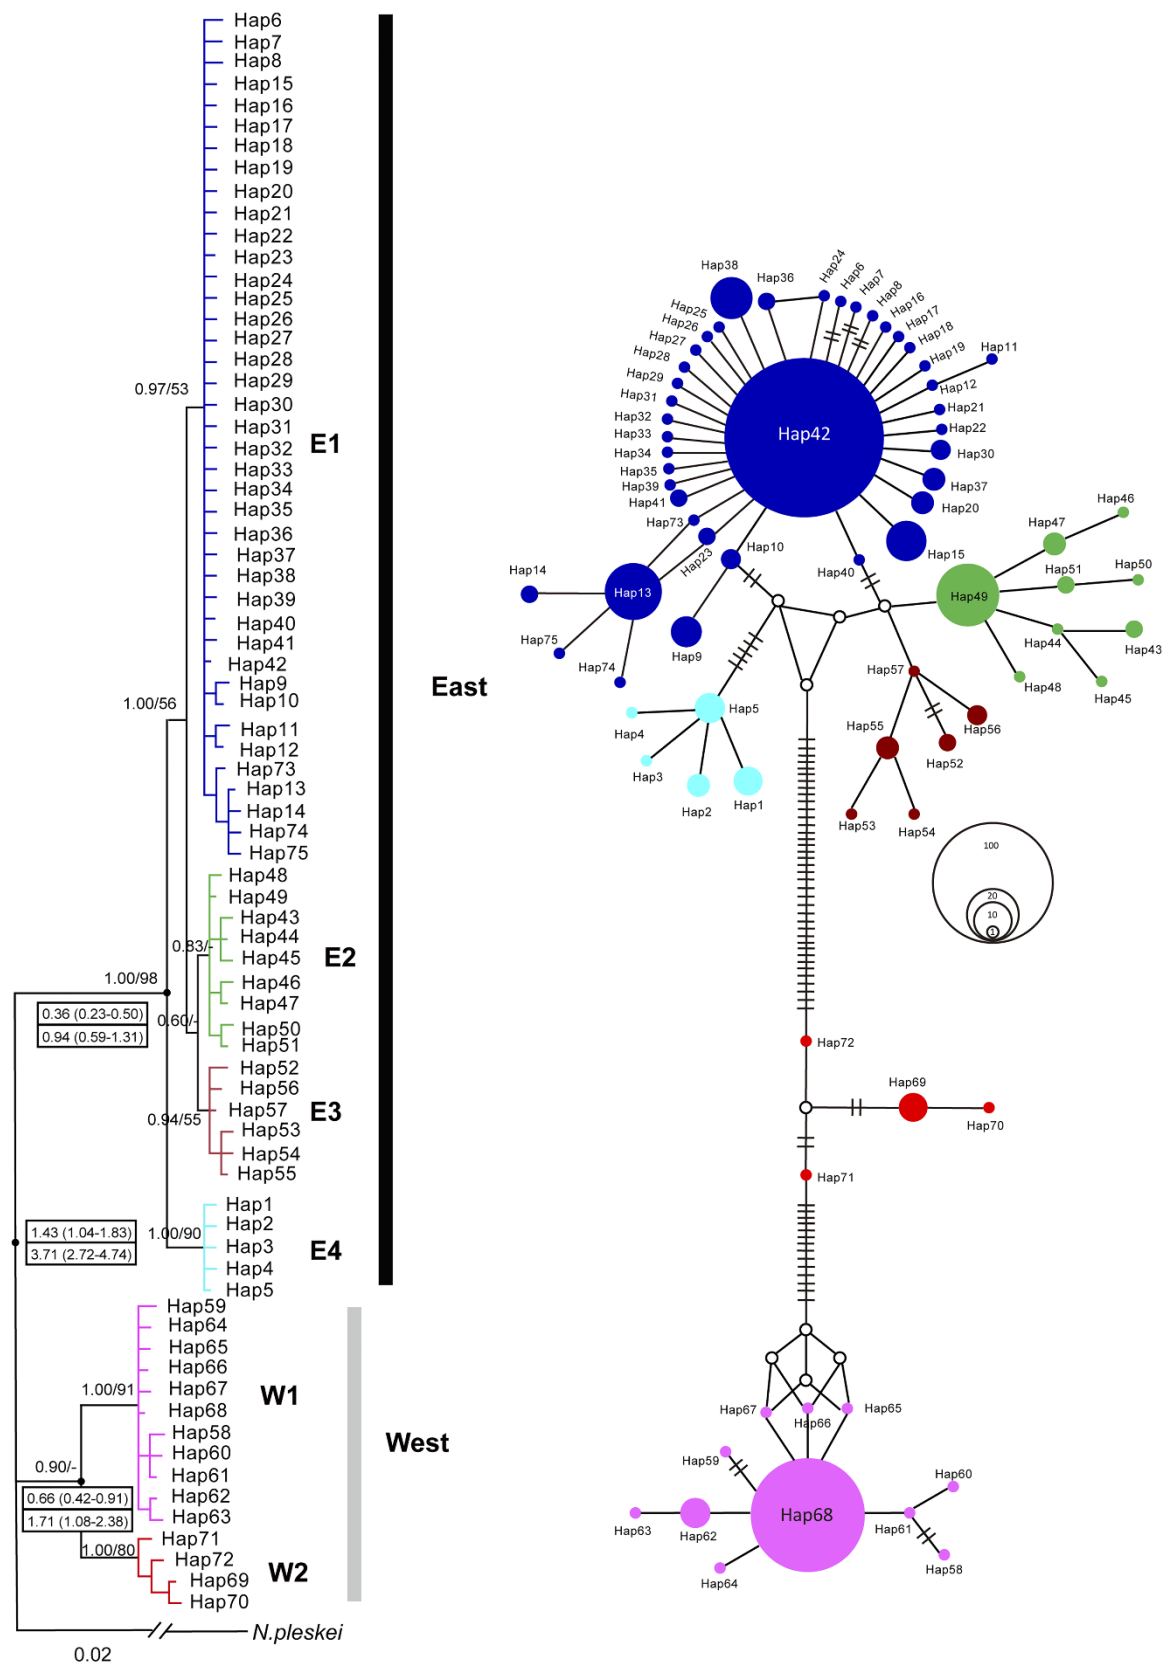 Hap6
Hap7
Hap8
Hap15
Hap16
Hap17
Hap18
Hap19
Hap20
Hap21
Hap22
Hap23
Hap24
Hap25
Hap26
Hap27
Hap28
Hap29
Hap30
Hap31
Hap32
Hap33
Hap34
Hap35
Hap36
Hap37
Hap38
Hap39
Hap40
Hap41
Hap42
Hap9
Hap10
Hap11
Hap12
Hap73
Hap13
Hap14
Hap74
Hap75
Hap48
Hap49
Hap43
Hap44
Hap45
Hap46
Hap47
Hap50
Hap51
Hap52
Hap56
Hap57
Hap53
Hap54
Hap55
Hap1
Hap2
Hap3
Hap4
Hap5
Hap59
Hap64
Hap65
Hap66
Hap67
Hap68
Hap58
Hap60
Hap61
Hap62
Hap63
Hap71
Hap72
Hap69
Hap70
N.pleskei
0.97/53
1.00/56
0.83/-
1.00/98
0.36 (0.23-0.50)
0.94 (0.59-1.31)
0.60/-
0.94/55
1.43 (1.04-1.83)
3.71 (2.72-4.74)
1.00/90
1.00/91
0.90/-
0.66 (0.42-0.91)
1.71 (1.08-2.38)
1.00/80
0.02
E1
E2
E3
E4
W1
W2
East
West
Hap38
Hap36
Hap24
Hap6
Hap7
Hap8
Hap16
Hap17
Hap18
Hap19
Hap11
Hap12
Hap21
Hap22
Hap30
Hap37
Hap20
Hap15
Hap25
Hap26
Hap27
Hap28
Hap29
Hap31
Hap32
Hap33
Hap34
Hap35
Hap39
Hap41
Hap42
Hap73
Hap23
Hap10
Hap40
Hap14
Hap13
Hap75
Hap74
Hap9
Hap46
Hap47
Hap51
Hap50
Hap49
Hap44
Hap43
Hap48
Hap45
Hap57
Hap55
Hap56
Hap52
Hap53
Hap54
Hap5
Hap4
Hap3
Hap2
Hap1
100
20
10
1
Hap72
Hap69
Hap70
Hap71
Hap67
Hap66
Hap65
Hap59
Hap60
Hap68
Hap63
Hap62
Hap61
Hap64
Hap58